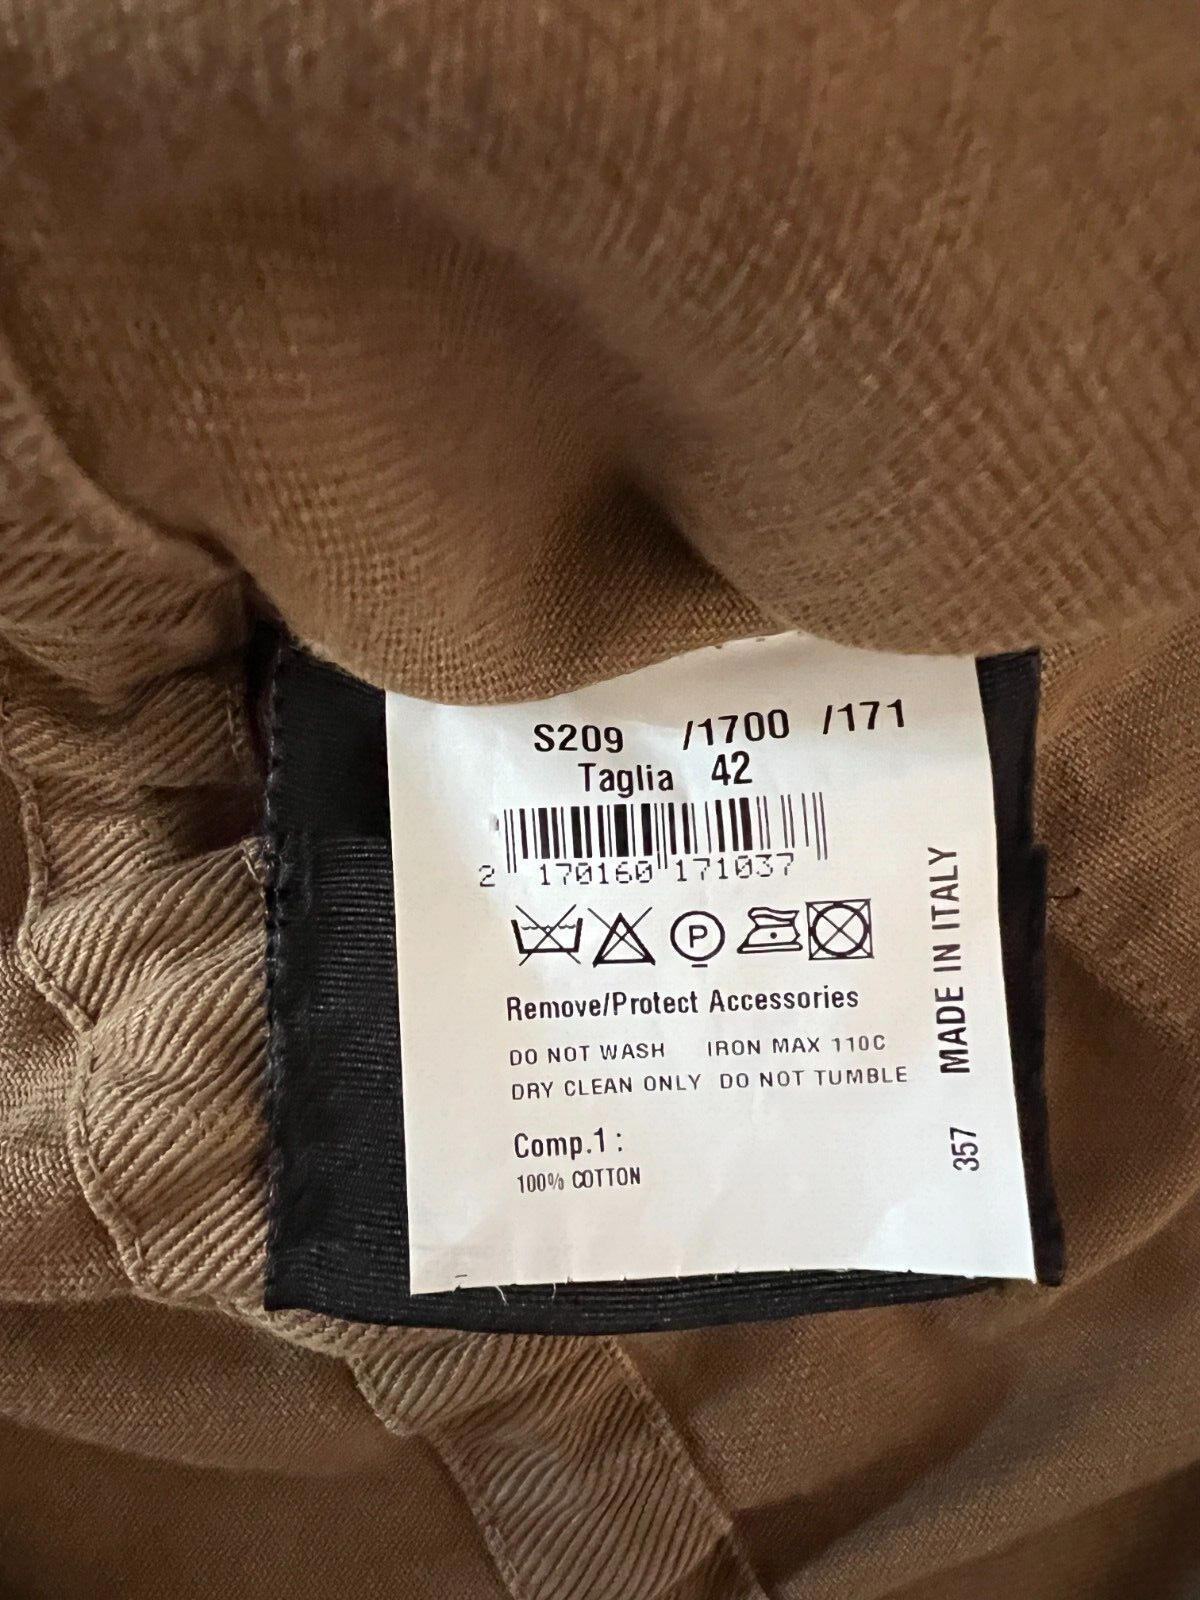 S209 /1700 /171
Taglia 42
2 170160 171037
P
Remove/Protect Accessories
DO NOT WASH IRON MAX 110C
DRY CLEAN ONLY DO NOT TUMBLE
Comp.1 :
100% COTTON
MADE IN ITALY
357